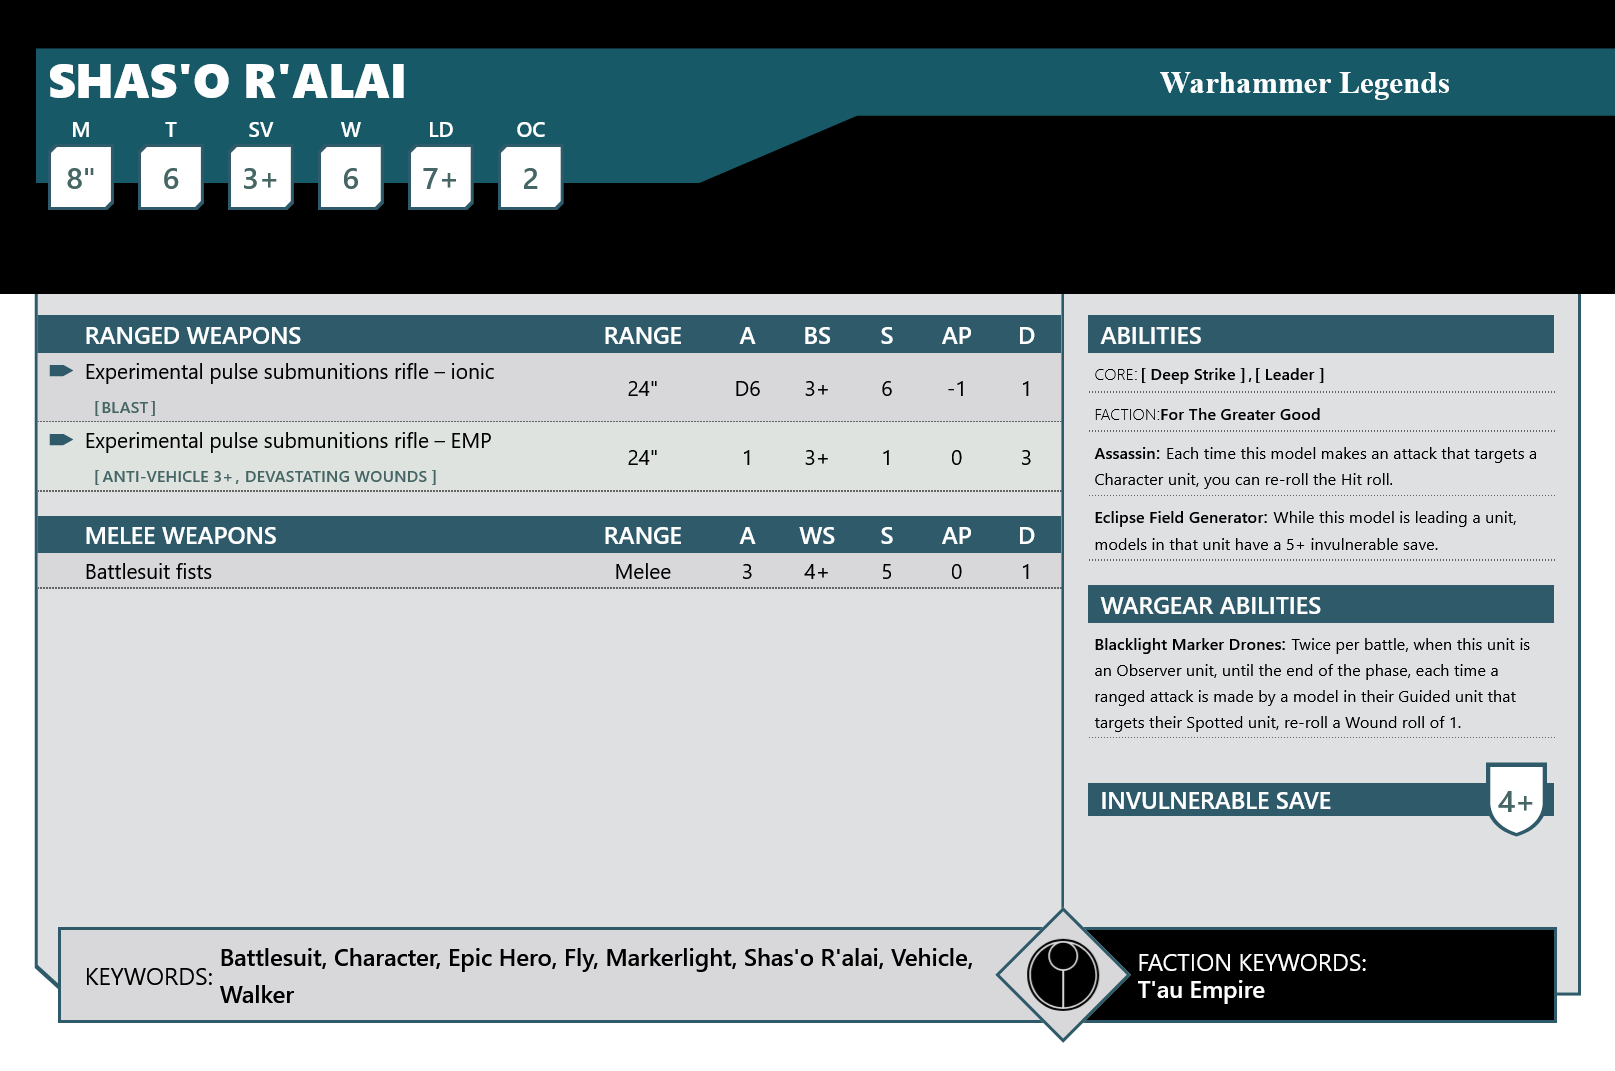 SHAS'O R'ALAI
Warhammer Legends
M T SV W LD OC
8" 6 3+ 6 7+ 2
RANGED WEAPONS RANGE A BS S AP D
Experimental pulse submunitions rifle – ionic
[BLAST]
24" D6 3+ 6 -1 1
Experimental pulse submunitions rifle – EMP
[ANTI-VEHICLE 3+, DEVASTATING WOUNDS ]
24" 1 3+ 1 0 3
MELEE WEAPONS RANGE A WS S AP D
Battlesuit fists Melee 3 4+ 5 0 1
ABILITIES
CORE: [ Deep Strike ] , [ Leader ]
FACTION:For The Greater Good
Assassin: Each time this model makes an attack that targets a
Character unit, you can re-roll the Hit roll.
Eclipse Field Generator: While this model is leading a unit,
models in that unit have a 5+ invulnerable save.
WARGEAR ABILITIES
Blacklight Marker Drones: Twice per battle, when this unit is
an Observer unit, until the end of the phase, each time a
ranged attack is made by a model in their Guided unit that
targets their Spotted unit, re-roll a Wound roll of 1.
INVULNERABLE SAVE 4+
KEYWORDS: Battlesuit, Character, Epic Hero, Fly, Markerlight, Shas'o R'alai, Vehicle,
Walker
FACTION KEYWORDS:
T'au Empire